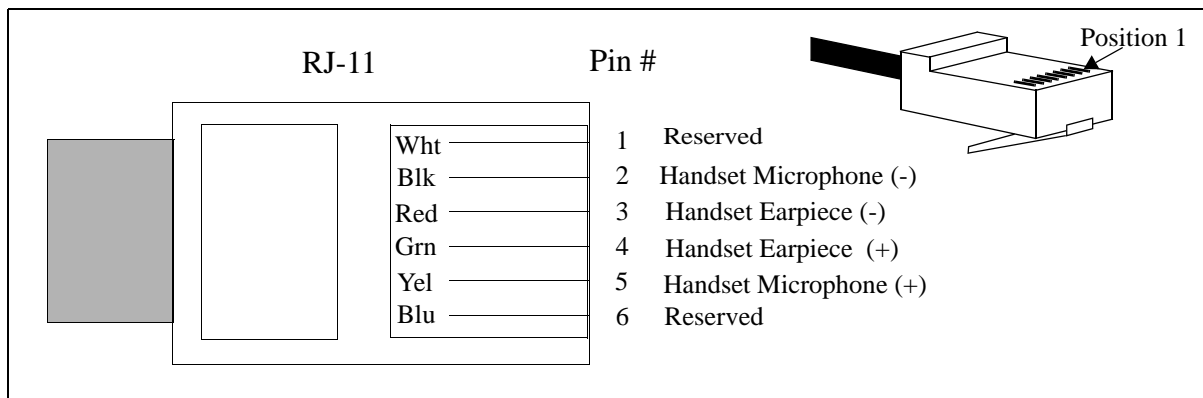 RJ-11 Pin # Position 1
Wht 1 Reserved
Blk 2 Handset Microphone (-)
Red 3 Handset Earpiece (-)
Grn 4 Handset Earpiece (+)
Yel 5 Handset Microphone (+)
Blu 6 Reserved